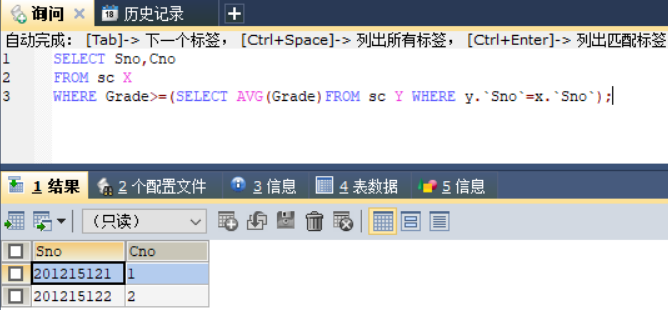 询问 历史记录
自动完成： [Tab]-> 下一个标签， [Ctrl+Space]-> 列出所有标签， [Ctrl+Enter]-> 列出匹配标签
1 SELECT Sno,Cno
2 FROM sc X
3 WHERE Grade>=(SELECT AVG(Grade)FROM sc Y WHERE y.`Sno`=x.`Sno`);
1 结果 2 个配置文件 3 信息 4 表数据 5 信息
（只读）
Sno Cno
201215121 1
201215122 2